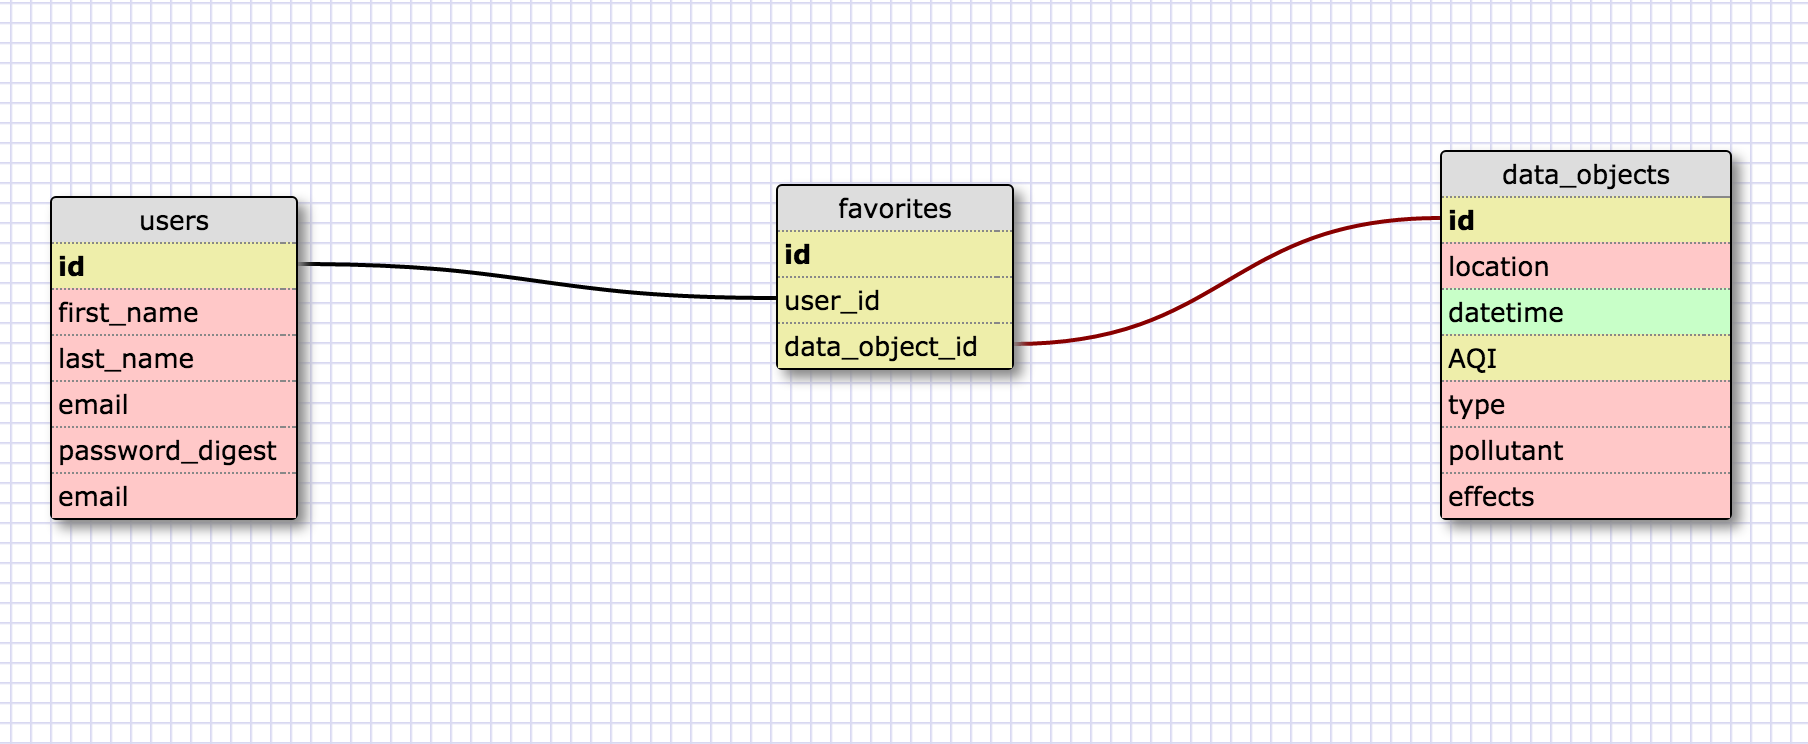 users
id
first_name
last_name
email
password_digest
email
favorites
id
user_id
data_object_id
data_objects
id
location
datetime
AQI
type
pollutant
effects